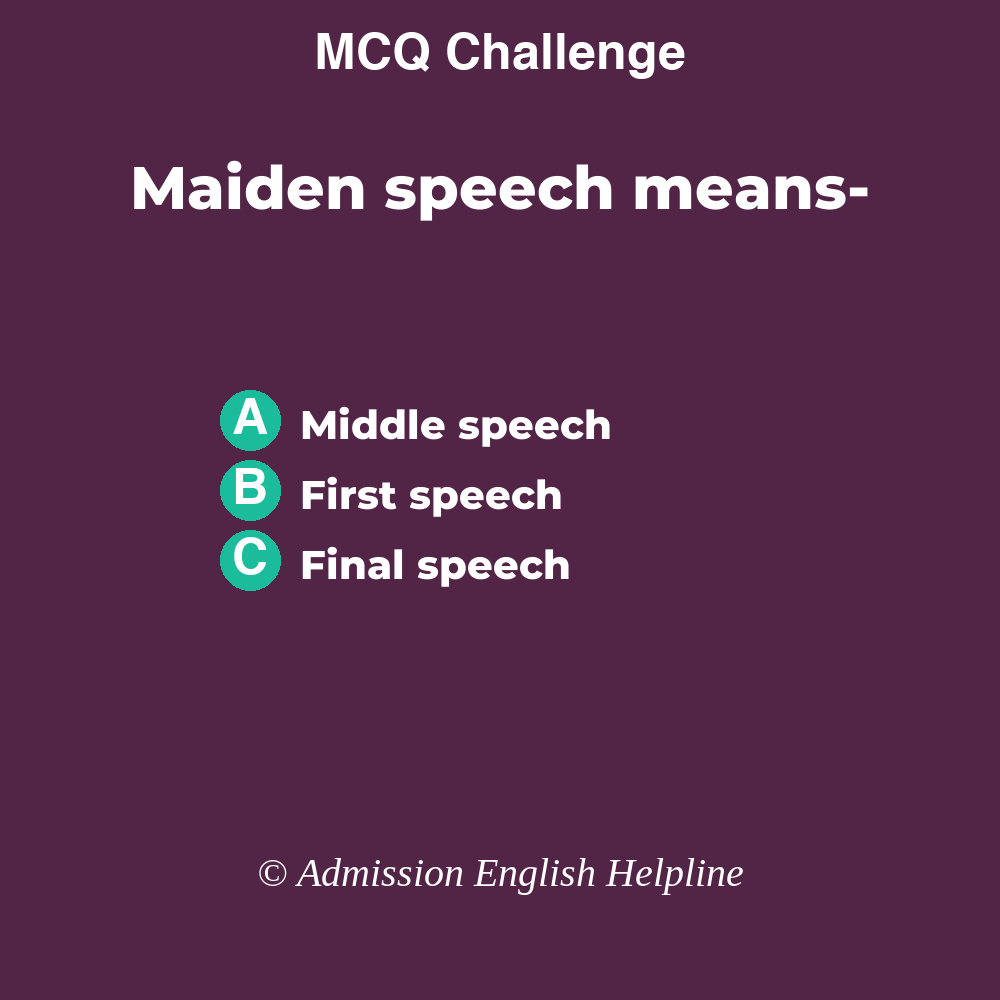 MCQ Challenge
Maiden speech means-
A Middle speech
B First speech
C Final speech
© Admission English Helpline